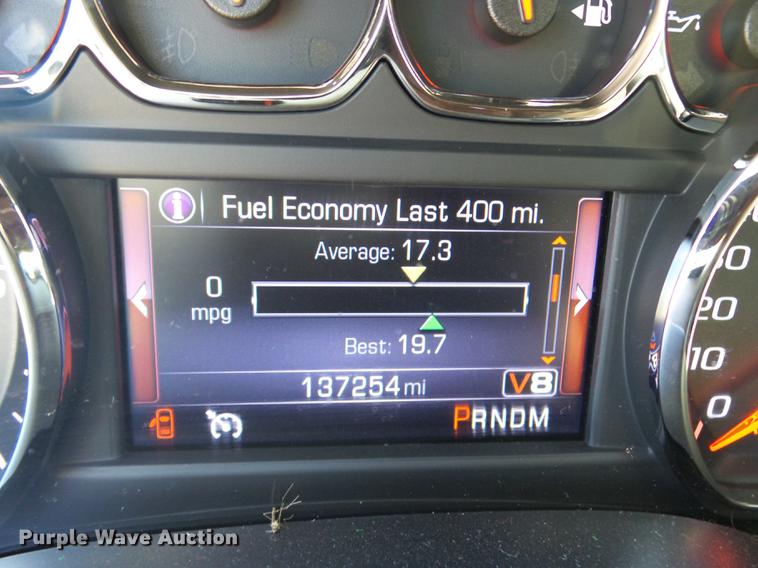 Fuel Economy Last 400 mi.
Average: 17.3
0
mpg
Best: 19.7
137254 mi
V8
PRNDM
20
10
0
Purple Wave Auction